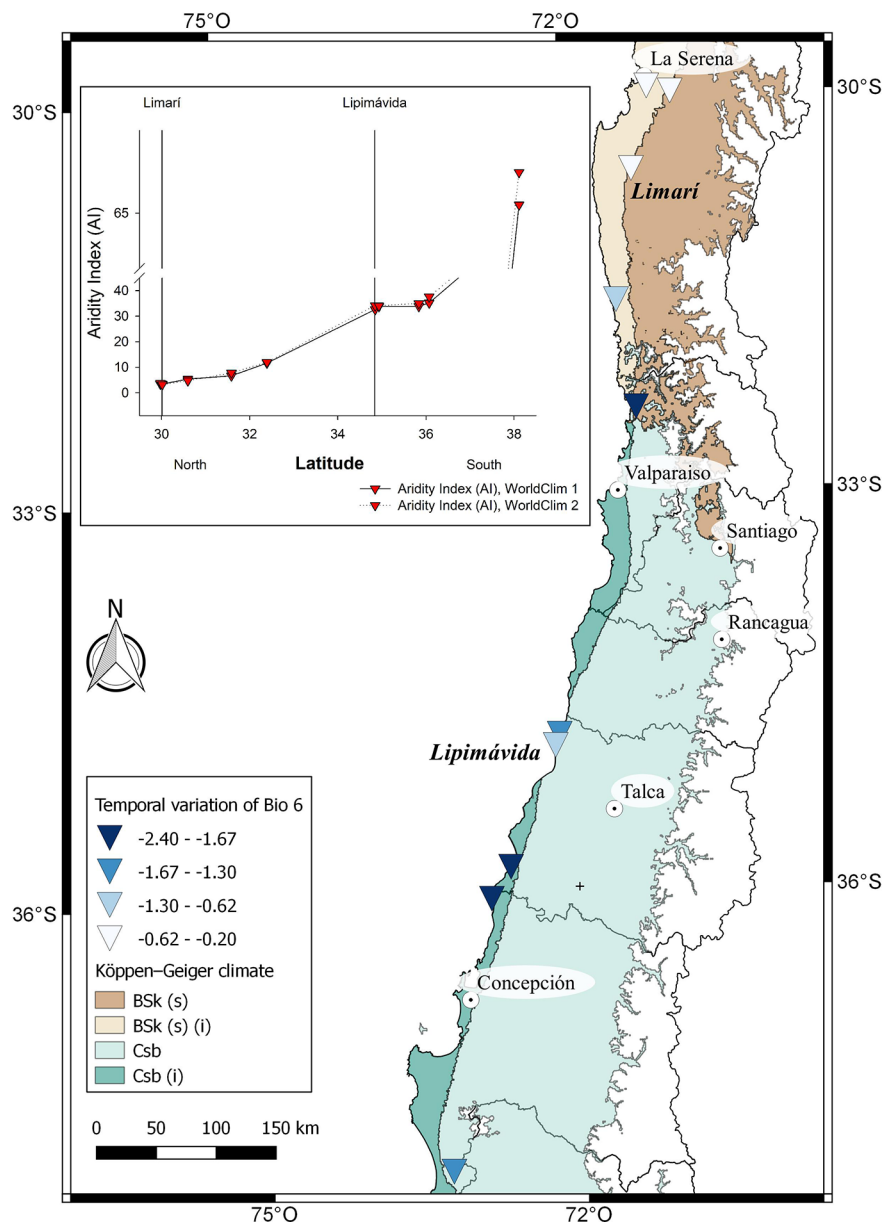 75°O 72°O
La Serena
30°S 30°S
Limarí Lipimávida
Limarí
Aridity Index (AI)
65
40
30
20
10
0
30 32 34 36 38
North Latitude South
Aridity Index (AI), WorldClim 1
Aridity Index (AI), WorldClim 2
Valparaiso
33°S 33°S
Santiago
Rancagua
N
Lipimávida
Talca
Temporal variation of Bio 6
-2.40 - -1.67
-1.67 - -1.30
-1.30 - -0.62
-0.62 - -0.20
Köppen–Geiger climate
BSk (s)
BSk (s) (i)
Csb
Csb (i)
36°S 36°S
Concepción
0 50 100 150 km
75°O 72°O